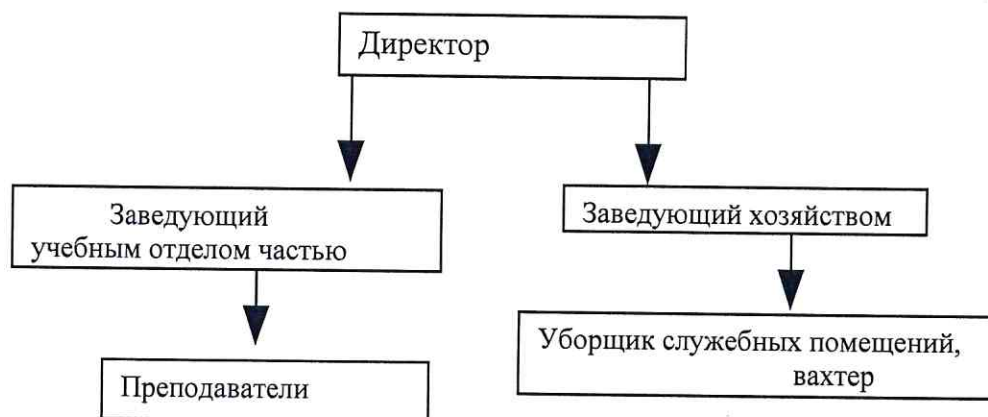 Директор
Заведующий
учебным отделом частью
Заведующий хозяйством
Преподаватели
Уборщик служебных помещений,
вахтер